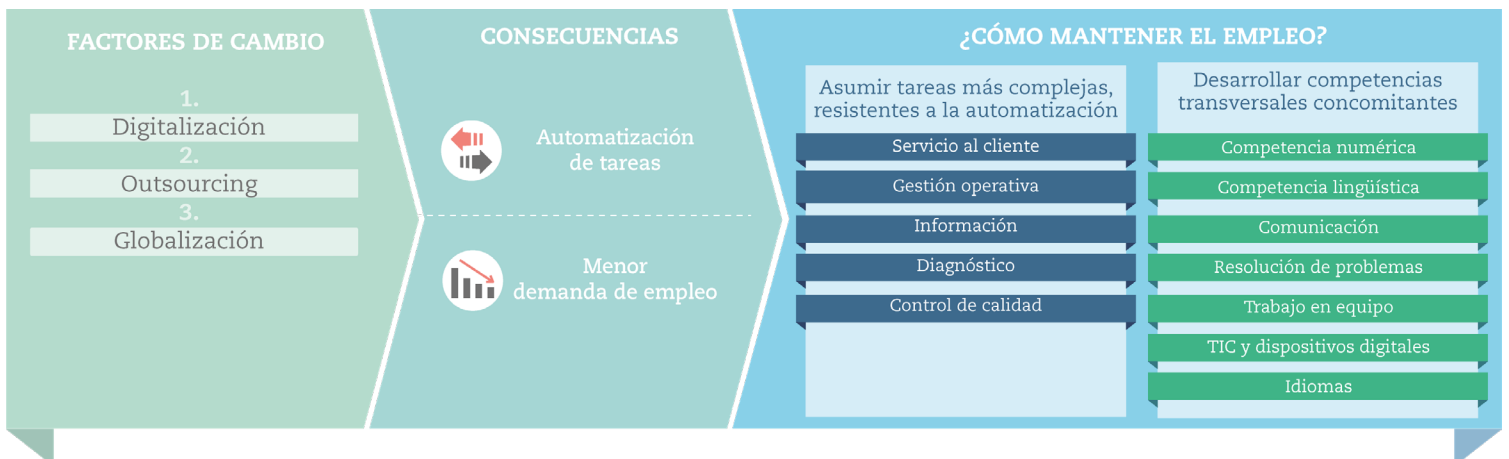 FACTORES DE CAMBIO
1.
Digitalización
2.
Outsourcing
3.
Globalización
CONSECUENCIAS
Automatización
de tareas
Menor
demanda de empleo
¿CÓMO MANTENER EL EMPLEO?
Asumir tareas más complejas,
resistentes a la automatización
Servicio al cliente
Gestión operativa
Información
Diagnóstico
Control de calidad
Desarrollar competencias
transversales concomitantes
Competencia numérica
Competencia lingüística
Comunicación
Resolución de problemas
Trabajo en equipo
TIC y dispositivos digitales
Idiomas